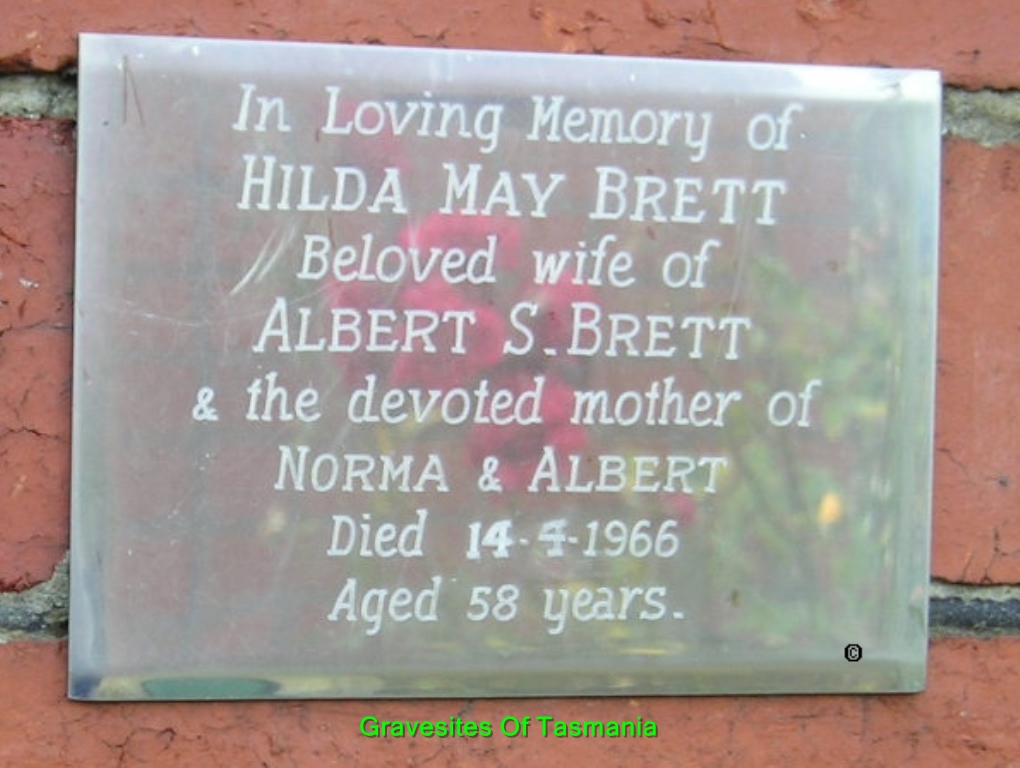 In Loving Memory of
HILDA MAY BRETT
Beloved wife of
ALBERT S. BRETT
& the devoted mother of
NORMA & ALBERT
Died 14-4-1966
Aged 58 years.
©
Gravesites Of Tasmania